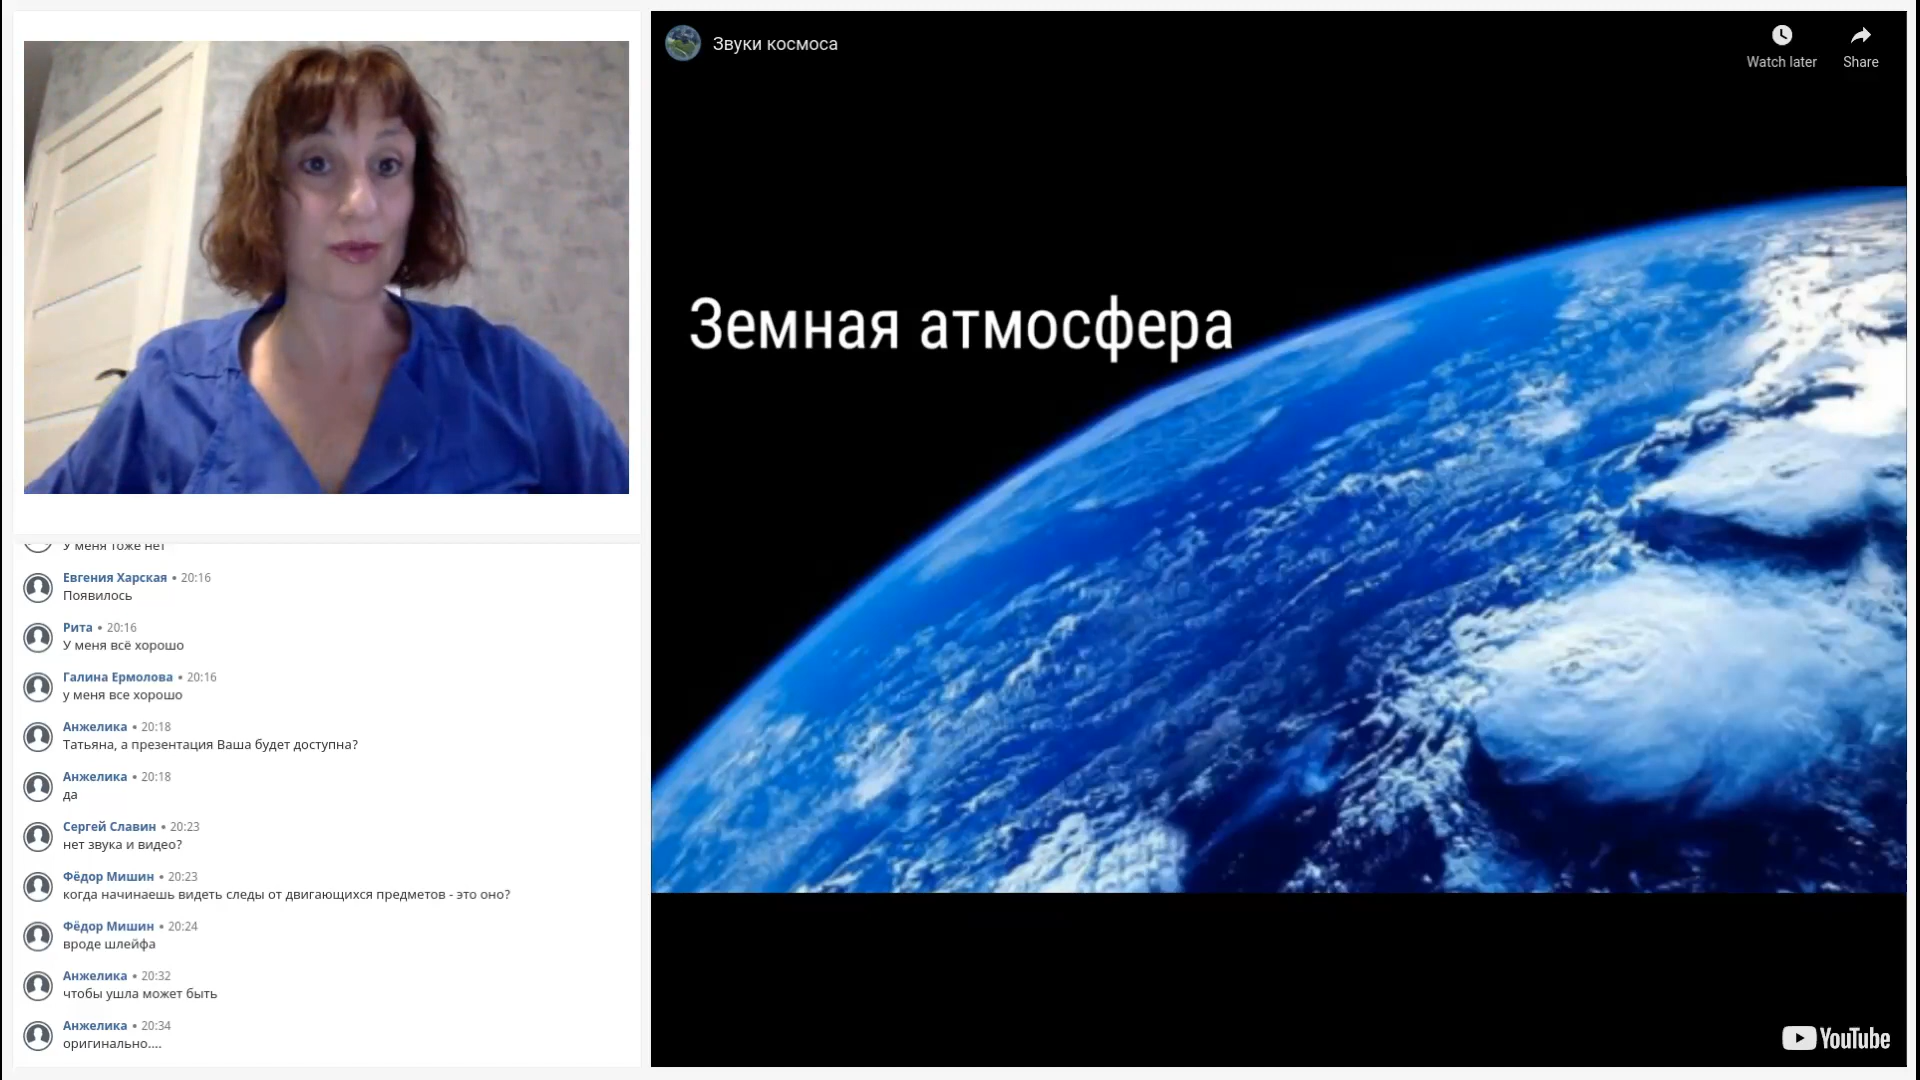 Звуки космоса
Watch later
Share
Земная атмосфера
У меня тоже нет
Евгения Харская • 20:16
Появилось
Рита • 20:16
У меня всё хорошо
Галина Ермолова • 20:16
у меня все хорошо
Анжелика • 20:18
Татьяна, а презентация Ваша будет доступна?
Анжелика • 20:18
да
Сергей Славин • 20:23
нет звука и видео?
Фёдор Мишин • 20:23
когда начинаешь видеть следы от двигающихся предметов - это оно?
Фёдор Мишин • 20:24
вроде шлейфа
Анжелика • 20:32
чтобы ушла может быть
Анжелика • 20:34
оригинально....
YouTube